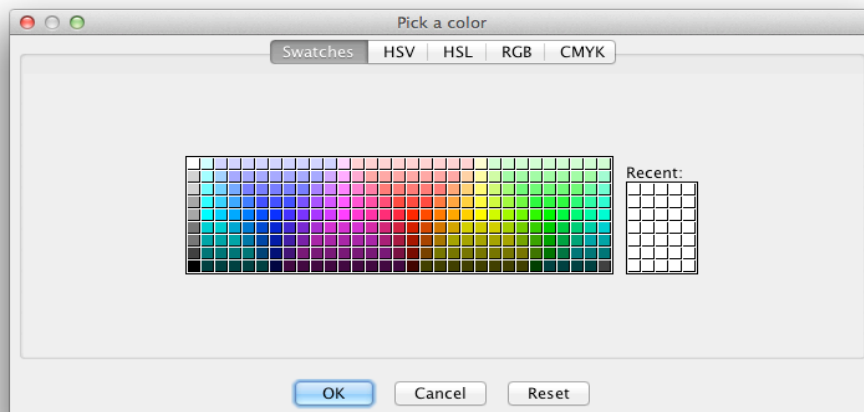 Pick a color
Swatches HSV HSL RGB CMYK
Recent:
OK Cancel Reset